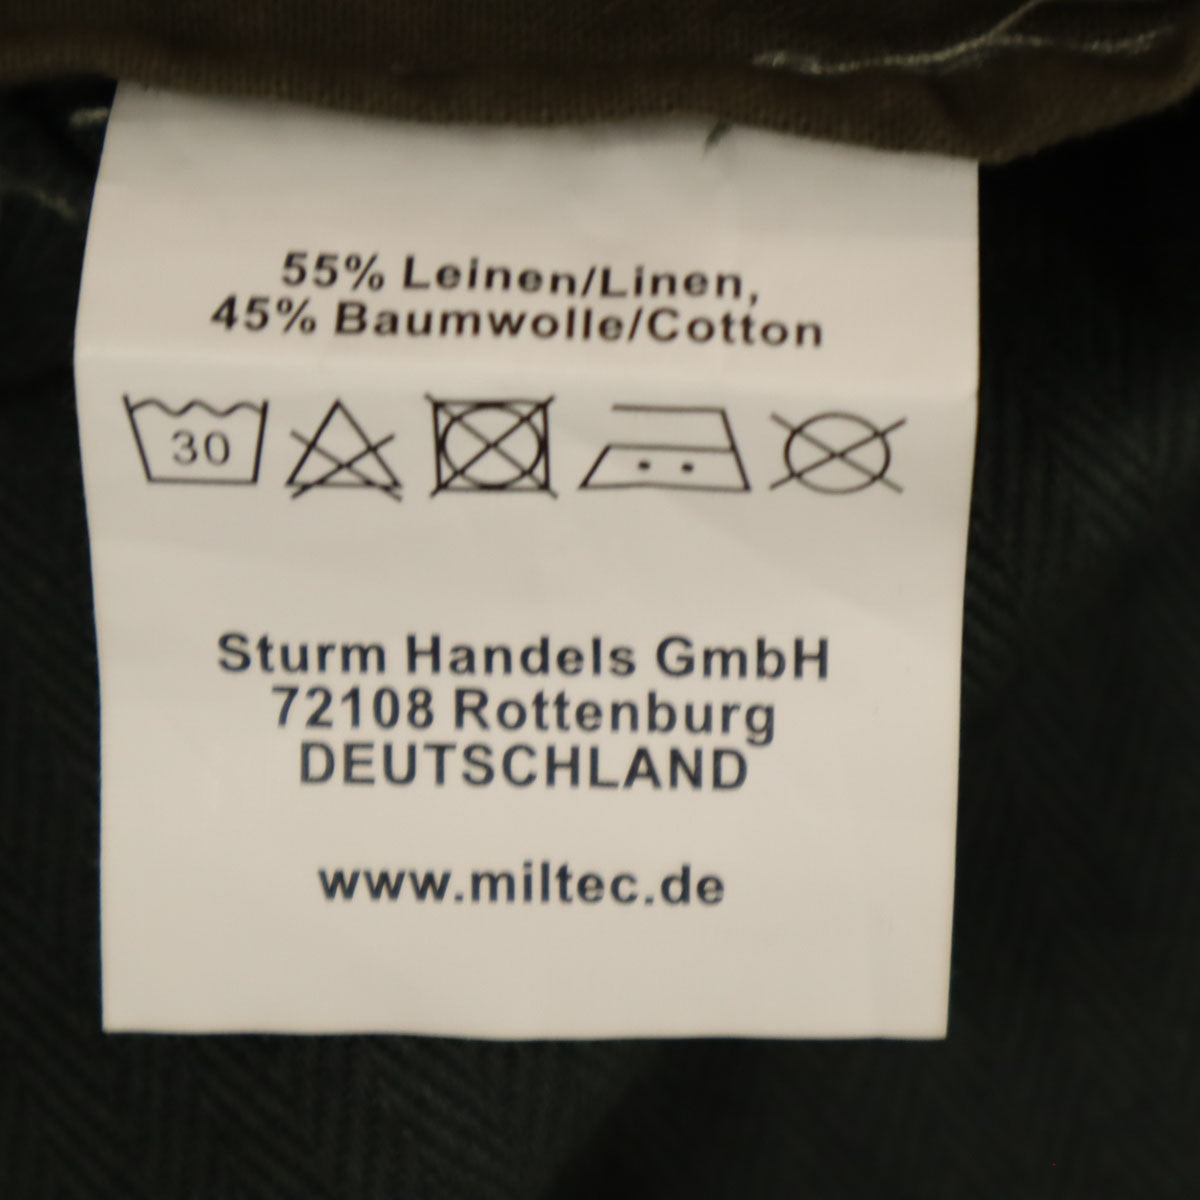 55% Leinen/Linen,
45% Baumwolle/Cotton
30
Sturm Handels GmbH
72108 Rottenburg
DEUTSCHLAND
www.miltec.de